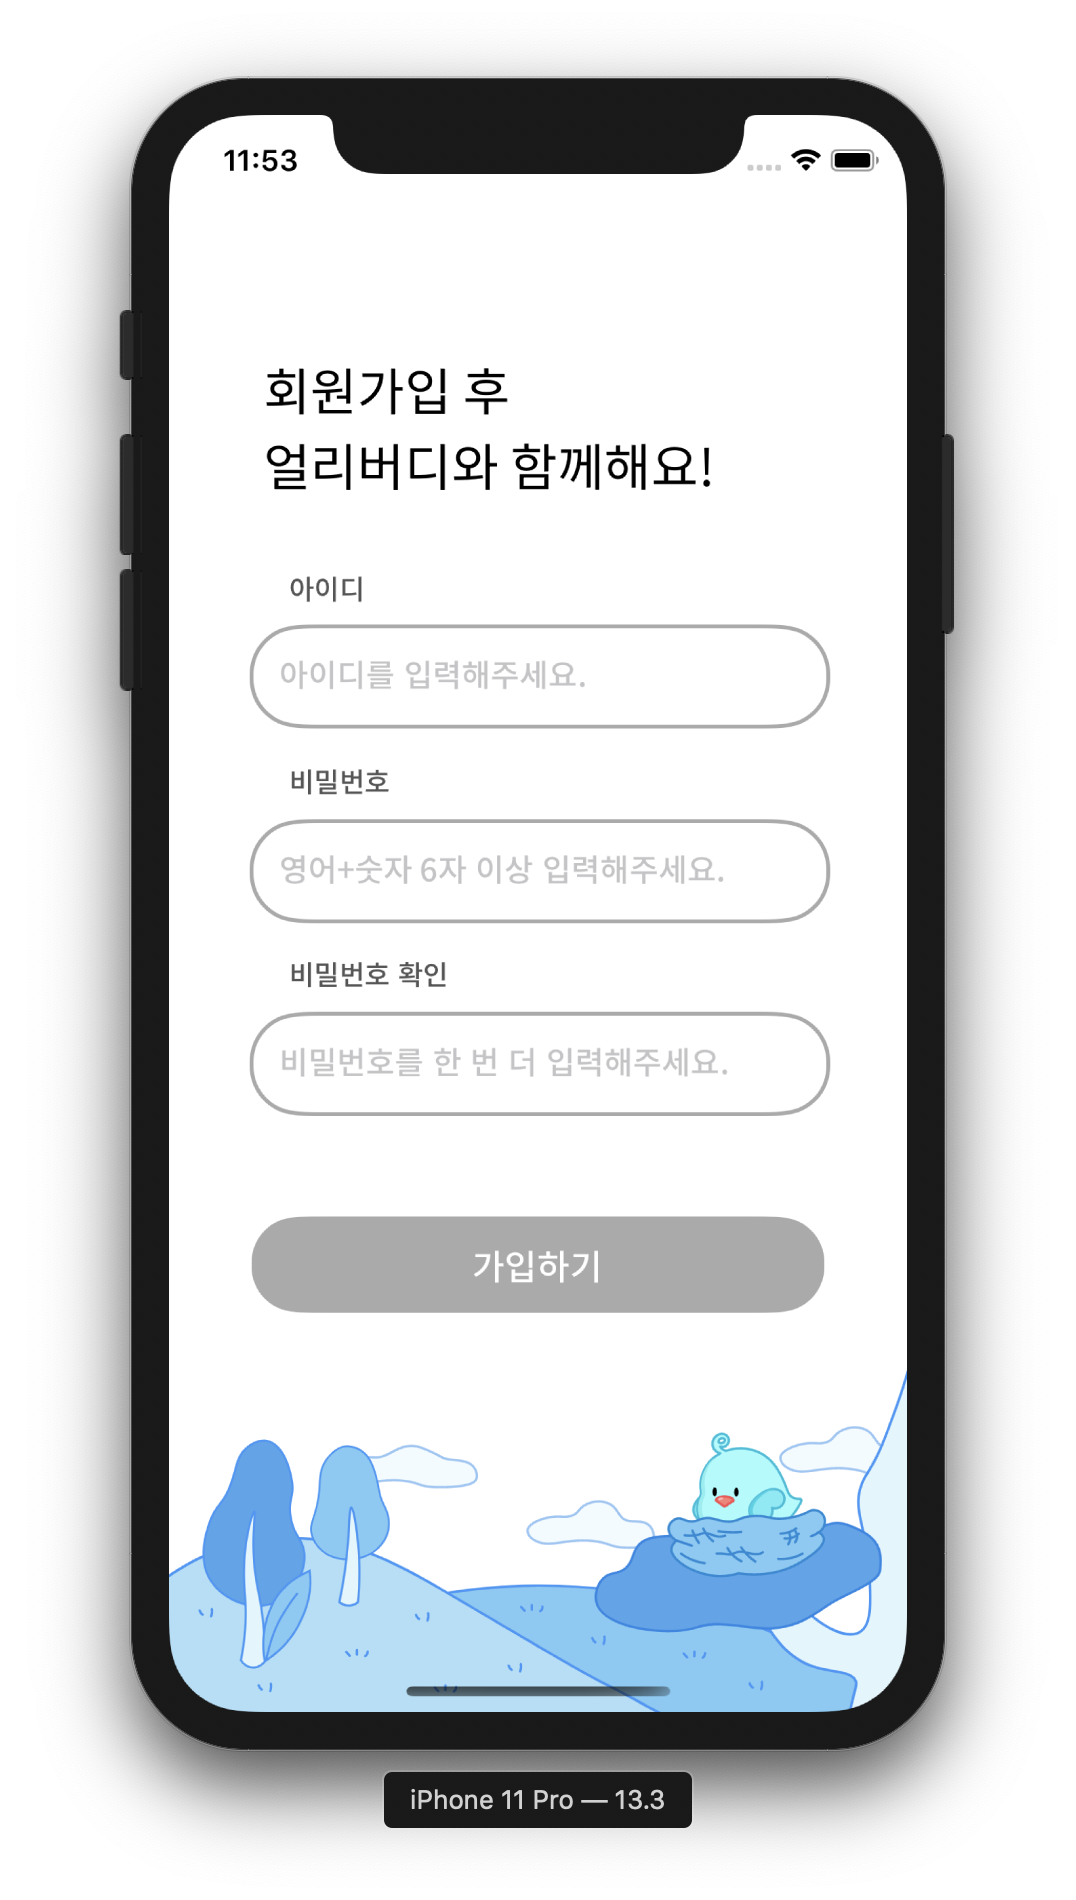 11:53
회원가입 후
얼리버디와 함께해요!
아이디
아이디를 입력해주세요.
비밀번호
영어+숫자 6자 이상 입력해주세요.
비밀번호 확인
비밀번호를 한 번 더 입력해주세요.
가입하기
iPhone 11 Pro — 13.3